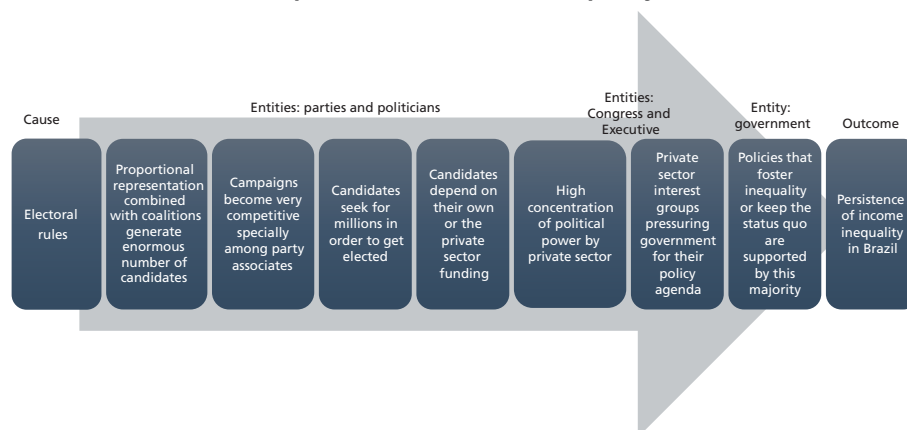 Cause
Entities: parties and politicians
Entities:
Congress and
Executive
Entity:
government
Outcome
Electoral
rules
Proportional
representation
combined
with coalitions
generate
enormous
number of
candidates
Campaigns
become very
competitive
specially
among party
associates
Candidates
seek for
millions in
order to get
elected
Candidates
depend on
their own
or the
private
sector
funding
High
concentration
of political
power by
private sector
Private
sector
interest
groups
pressuring
government
for their
policy
agenda
Policies that
foster
inequality
or keep the
status quo
are
supported
by this
majority
Persistence
of income
inequality
in Brazil